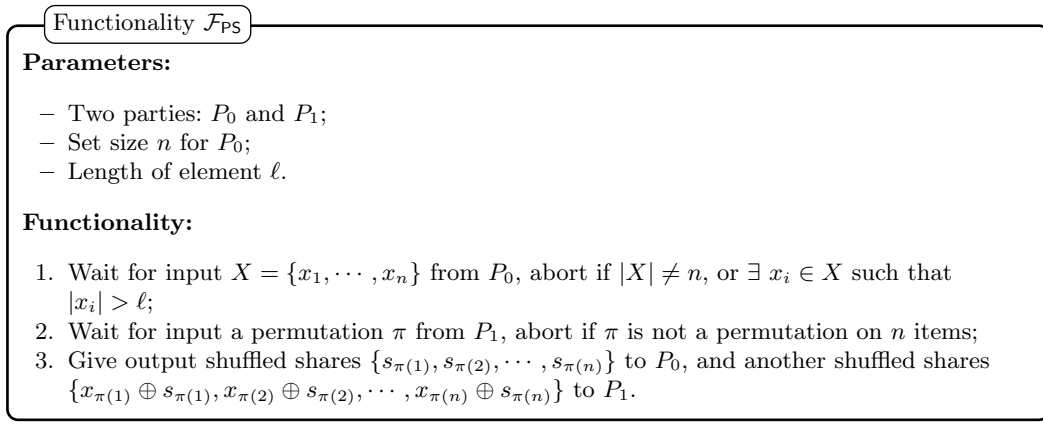 Functionality $\mathcal{F}_{\mathsf{PS}}$
Parameters:
– Two parties: $P_0$ and $P_1$;
– Set size $n$ for $P_0$;
– Length of element $\ell$.
Functionality:
1. Wait for input $X = \{x_1, \cdots, x_n\}$ from $P_0$, abort if $|X| \neq n$, or $\exists\ x_i \in X$ such that
$|x_i| > \ell$;
2. Wait for input a permutation $\pi$ from $P_1$, abort if $\pi$ is not a permutation on $n$ items;
3. Give output shuffled shares $\{s_{\pi(1)}, s_{\pi(2)}, \cdots, s_{\pi(n)}\}$ to $P_0$, and another shuffled shares
$\{x_{\pi(1)} \oplus s_{\pi(1)}, x_{\pi(2)} \oplus s_{\pi(2)}, \cdots, x_{\pi(n)} \oplus s_{\pi(n)}\}$ to $P_1$.